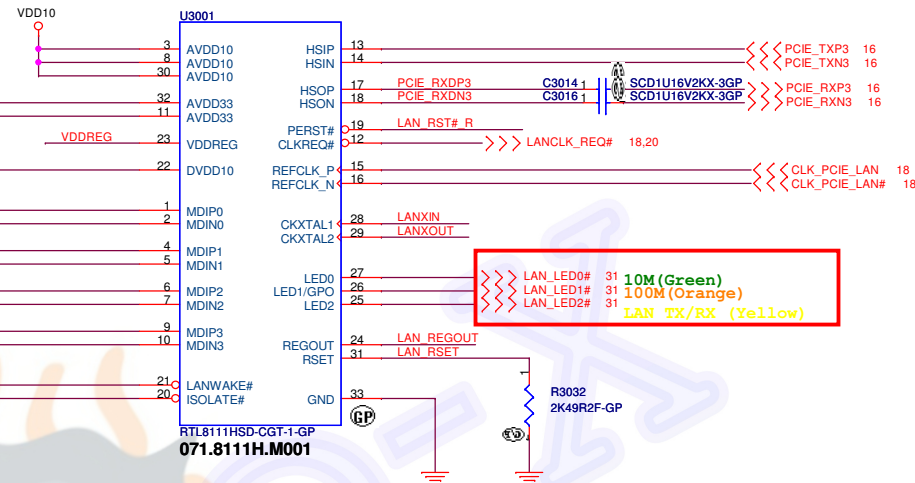 VDD10
U3001
3 AVDD10 HSIP 13 PCIE_TXP3 16
8 AVDD10 HSIN 14 PCIE_TXN3 16
30 AVDD10
HSOP 17 PCIE_RXDP3 C3014 1 SCD1U16V2KX-3GP PCIE_RXP3 16
32 AVDD33 HSON 18 PCIE_RXDN3 C3016 1 SCD1U16V2KX-3GP PCIE_RXN3 16
11 AVDD33
PERST# 19 LAN_RST#_R
VDDREG 23 VDDREG CLKREQ# 12 LANCLK_REQ# 18,20
22 DVDD10 REFCLK_P 15 CLK_PCIE_LAN 18
REFCLK_N 16 CLK_PCIE_LAN# 18
1 MDIP0
2 MDIN0 CKXTAL1 28 LANXIN
CKXTAL2 29 LANXOUT
4 MDIP1
5 MDIN1
LED0 27 LAN_LED0# 31 10M(Green)
6 MDIP2 LED1/GPO 26 LAN_LED1# 31 100M(Orange)
7 MDIN2 LED2 25 LAN_LED2# 31 LAN TX/RX (Yellow)
9 MDIP3
10 MDIN3 REGOUT 24 LAN_REGOUT
RSET 31 LAN_RSET
1
21 LANWAKE#
20 ISOLATE# GND 33
R3032
2K49R2F-GP
GP
RTL8111HSD-CGT-1-GP
071.8111H.M001